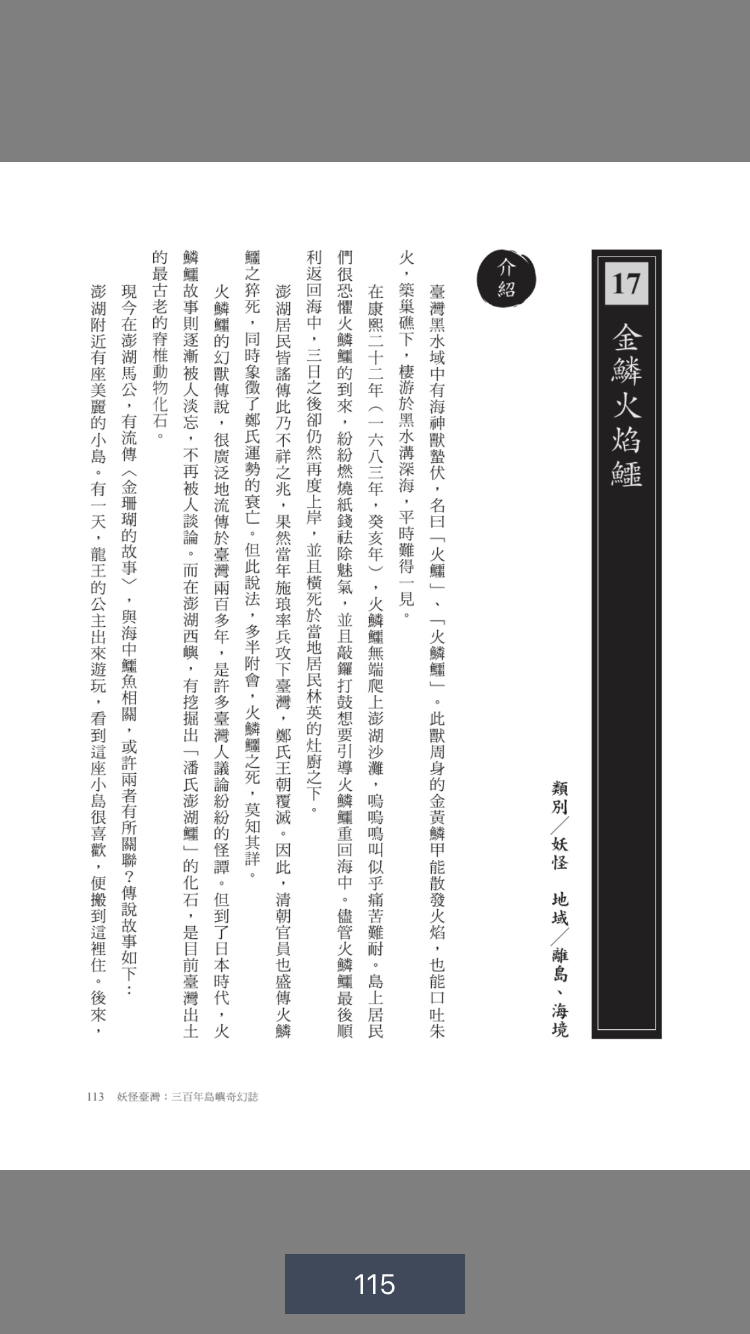 17 金鱗火焰鱷
類別／妖怪　地域／離島、海境
介紹
臺灣黑水域中有海神獸蟄伏，名曰「火鱷」、「火鱗鱷」。此獸周身的金黃鱗甲能散發火焰，也能口吐朱
火，築巢礁下，棲游於黑水溝深海，平時難得一見。
在康熙二十二年（一六八三年，癸亥年），火鱗鱷無端爬上澎湖沙灘，嗚嗚鳴叫似乎痛苦難耐。島上居民
們很恐懼火鱗鱷的到來，紛紛燃燒紙錢祛除魅氣，並且敲鑼打鼓想要引導火鱗鱷重回海中。儘管火鱗鱷最後順
利返回海中，三日之後卻仍然再度上岸，並且橫死於當地居民林英的灶廚之下。
澎湖居民皆謠傳此乃不祥之兆，果然當年施琅率兵攻下臺灣，鄭氏王朝覆滅。因此，清朝官員也盛傳火鱗
鱷之猝死，同時象徵了鄭氏運勢的衰亡。但此說法，多半附會，火鱗鱷之死，莫知其詳。
火鱗鱷的幻獸傳說，很廣泛地流傳於臺灣兩百多年，是許多臺灣人議論紛紛的怪譚。但到了日本時代，火
鱗鱷故事則逐漸被人淡忘，不再被人談論。而在澎湖西嶼，有挖掘出「潘氏澎湖鱷」的化石，是目前臺灣出土
的最古老的脊椎動物化石。
現今在澎湖馬公，有流傳〈金珊瑚的故事〉，與海中鱷魚相關，或許兩者有所關聯？傳說故事如下：
澎湖附近有座美麗的小島。有一天，龍王的公主出來遊玩，看到這座小島很喜歡，便搬到這裡住。後來，
113 妖怪臺灣：三百年島嶼奇幻誌
115